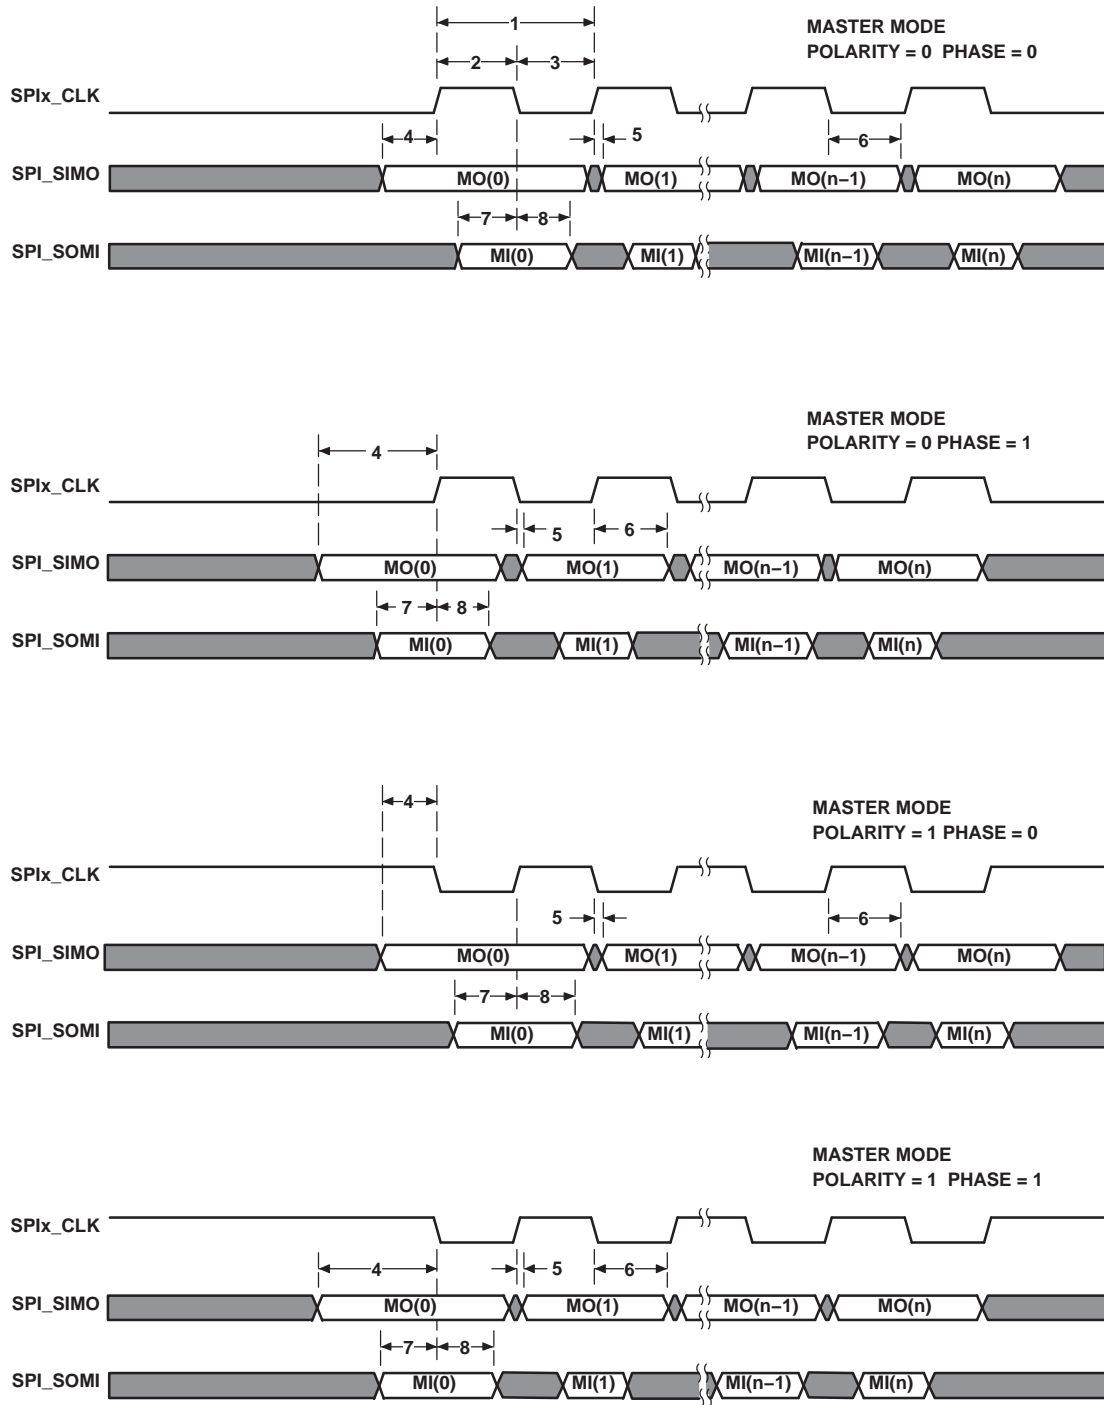 1
MASTER MODE
POLARITY = 0 PHASE = 0
2 3
SPIx_CLK
4 5 6
SPI_SIMO MO(0) MO(1) MO(n−1) MO(n)
7 8
SPI_SOMI MI(0) MI(1) MI(n−1) MI(n)
MASTER MODE
POLARITY = 0 PHASE = 1
4
SPIx_CLK
5 6
SPI_SIMO MO(0) MO(1) MO(n−1) MO(n)
7 8
SPI_SOMI MI(0) MI(1) MI(n−1) MI(n)
4
MASTER MODE
POLARITY = 1 PHASE = 0
SPIx_CLK
5 6
SPI_SIMO MO(0) MO(1) MO(n−1) MO(n)
7 8
SPI_SOMI MI(0) MI(1) MI(n−1) MI(n)
MASTER MODE
POLARITY = 1 PHASE = 1
SPIx_CLK
4 5 6
SPI_SIMO MO(0) MO(1) MO(n−1) MO(n)
7 8
SPI_SOMI MI(0) MI(1) MI(n−1) MI(n)